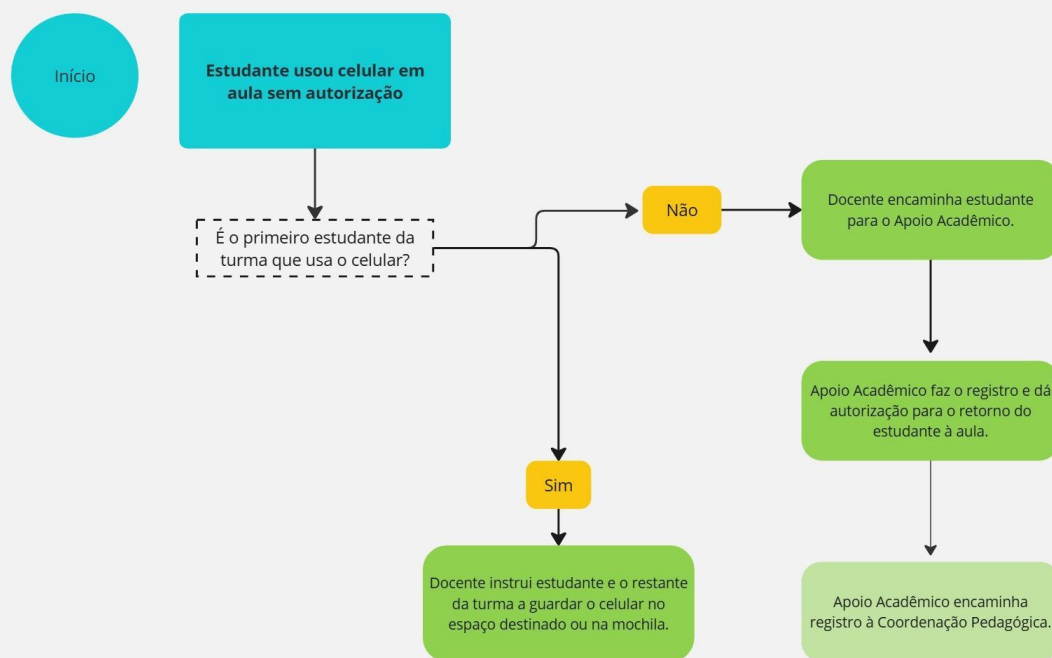 Início
Estudante usou celular em
aula sem autorização
É o primeiro estudante da
turma que usa o celular?
Não
Docente encaminha estudante
para o Apoio Acadêmico.
Apoio Acadêmico faz o registro e dá
autorização para o retorno do
estudante à aula.
Sim
Docente instrui estudante e o restante
da turma a guardar o celular no
espaço destinado ou na mochila.
Apoio Acadêmico encaminha
registro à Coordenação Pedagógica.